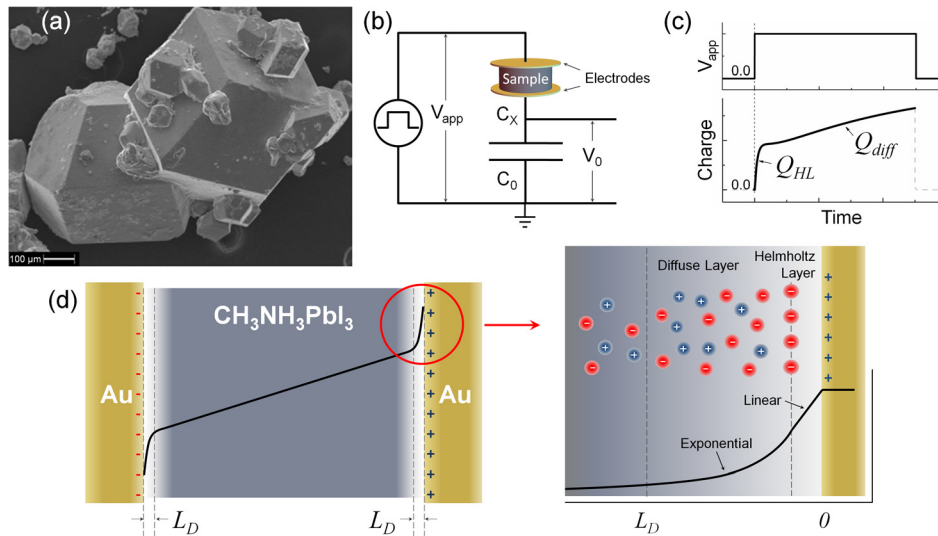 (a)
100 µm
(b)
V_app
Sample
Electrodes
C_X
C_0
V_0
(c)
V_app
0.0
Charge
0.0
Q_HL
Q_diff
Time
(d)
CH_3NH_3PbI_3
Au
Au
- - - - - - - - - - - - - -
+ + + + + + + + + + + + + +
L_D
L_D
Diffuse Layer
Helmholtz
Layer
Linear
Exponential
L_D
0